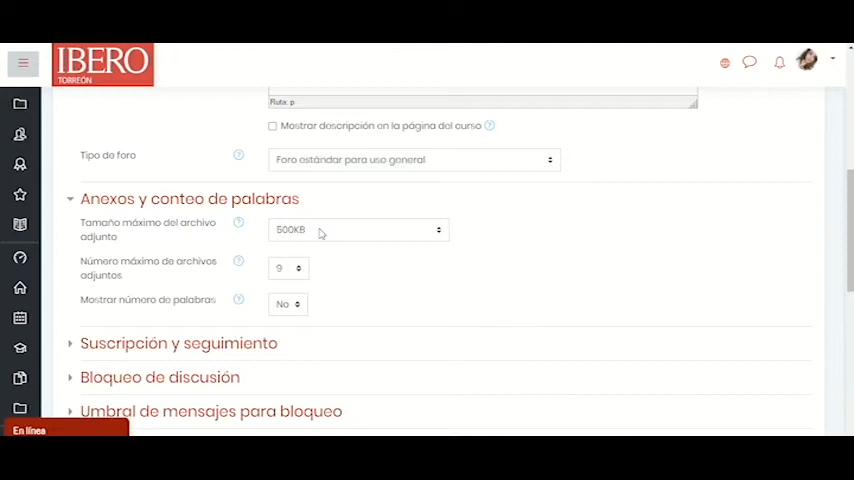 IBERO
TORREÓN
Ruta: p
Mostrar descripción en la página del curso
Tipo de foro
Foro estándar para uso general
Anexos y conteo de palabras
Tamaño máximo del archivo
adjunto
500KB
Número máximo de archivos
adjuntos
9
Mostrar número de palabras
No
Suscripción y seguimiento
Bloqueo de discusión
Umbral de mensajes para bloqueo
En línea